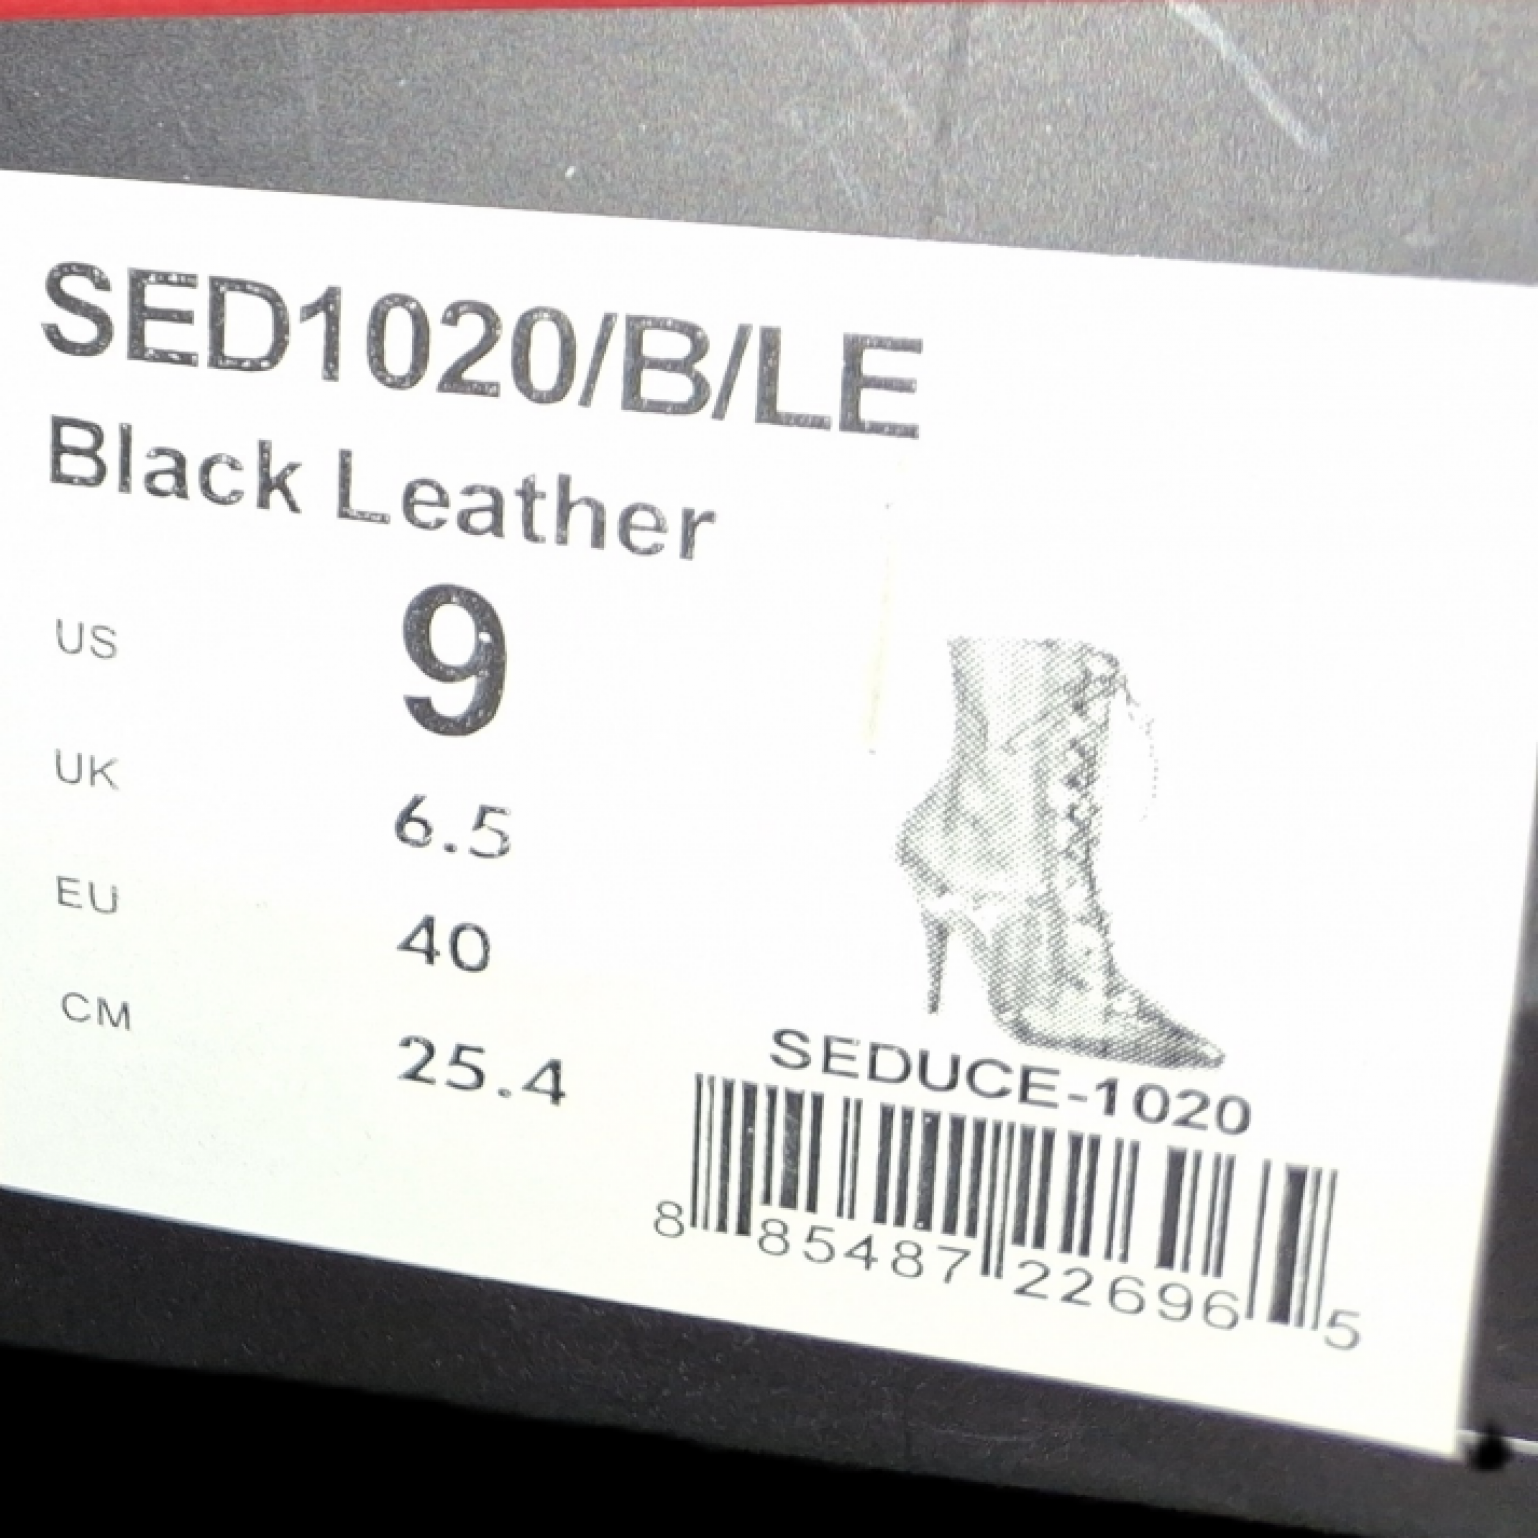 SED1020/B/LE
Black Leather
US 9
UK 6.5
EU 40
CM 25.4
SEDUCE-1020
8 85487 22696 5